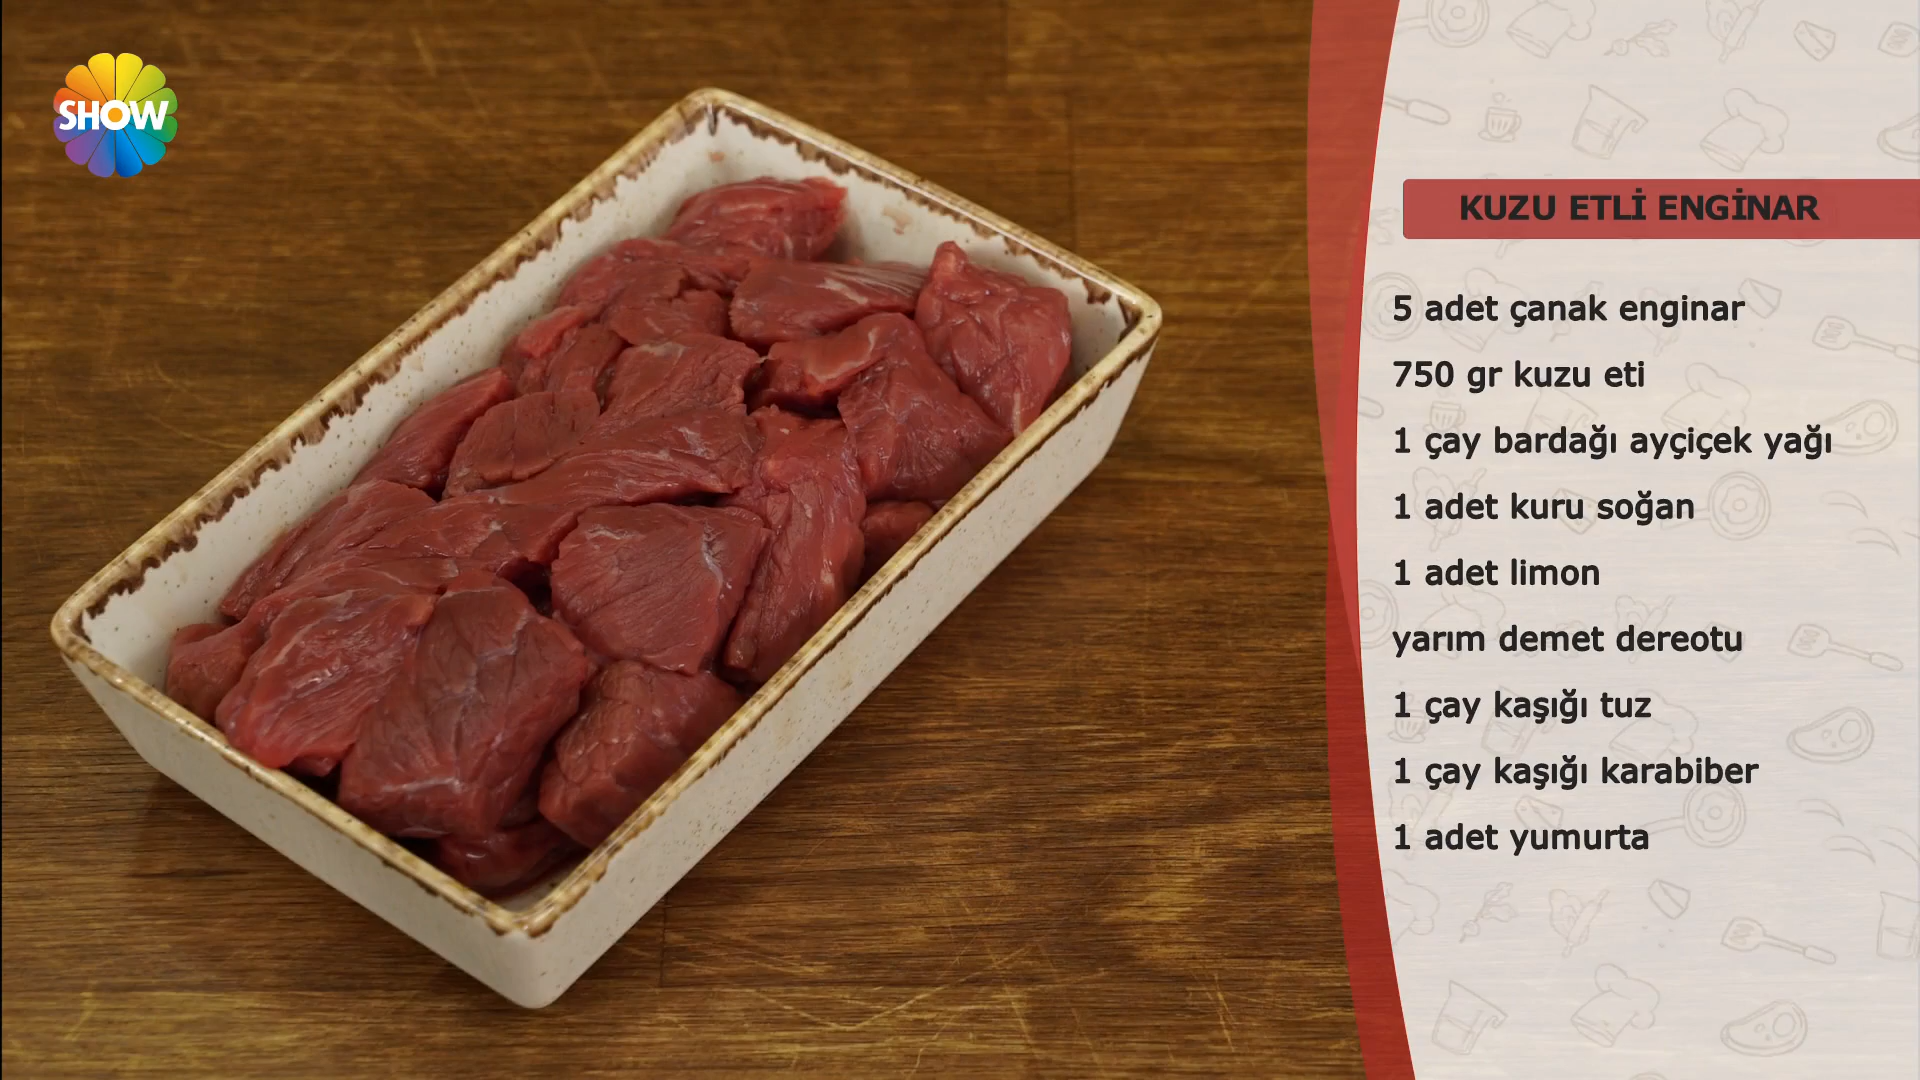 SHOW
KUZU ETLİ ENGİNAR
5 adet çanak enginar
750 gr kuzu eti
1 çay bardağı ayçiçek yağı
1 adet kuru soğan
1 adet limon
yarım demet dereotu
1 çay kaşığı tuz
1 çay kaşığı karabiber
1 adet yumurta